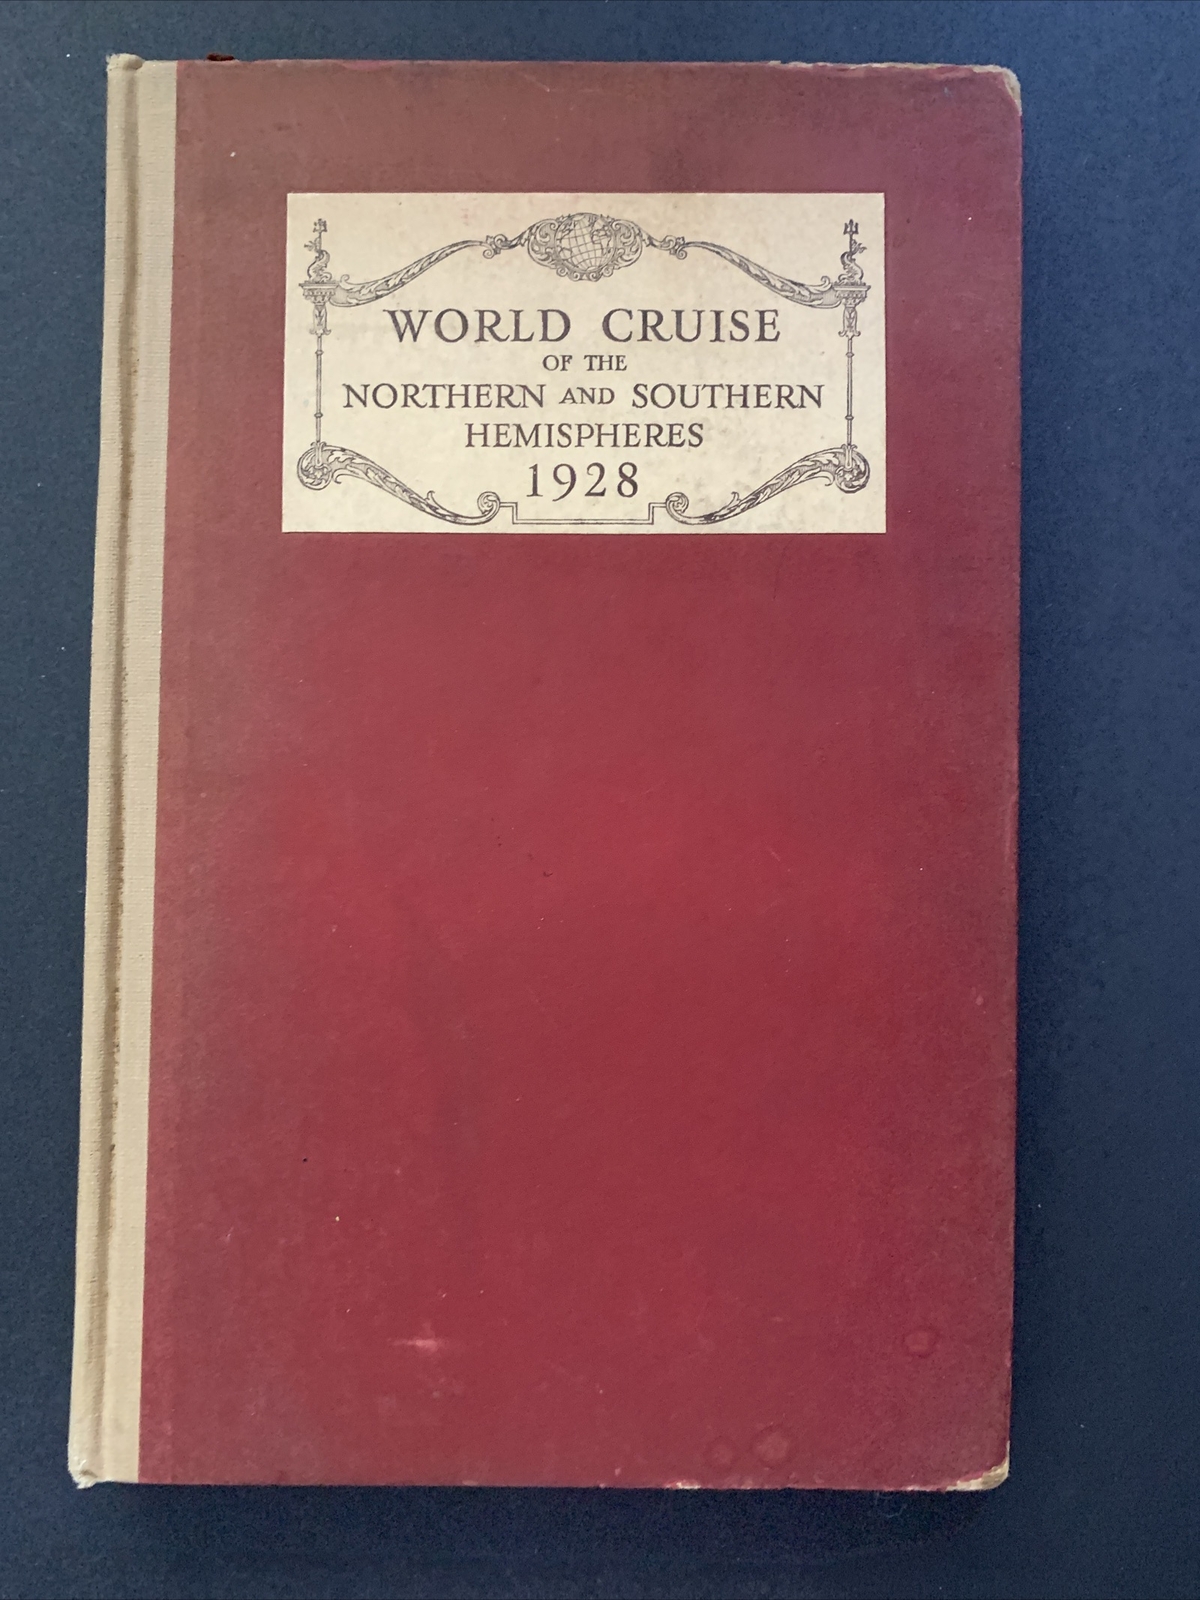 WORLD CRUISE
OF THE
NORTHERN AND SOUTHERN
HEMISPHERES
1928